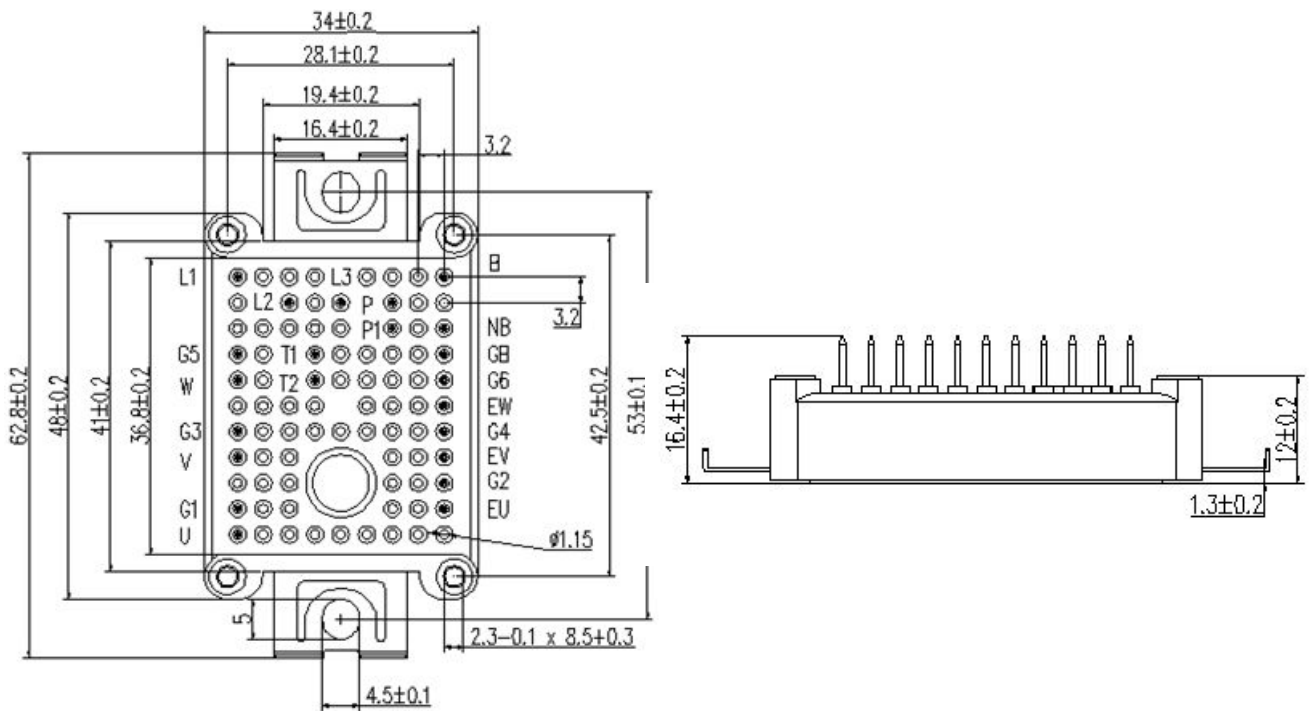 34±0.2
28.1±0.2
19.4±0.2
16.4±0.2
3.2
B
L1
L3
L2
P
3.2
P1
NB
G5
T1
GB
W
T2
G6
EW
G3
G4
V
EV
G2
G1
EU
U
ø1.15
62.8±0.2
48±0.2
41±0.2
36.8±0.2
42.5±0.2
53±0.1
5
2.3-0.1 x 8.5+0.3
4.5±0.1
16.4±0.2
12±0.2
1.3±0.2